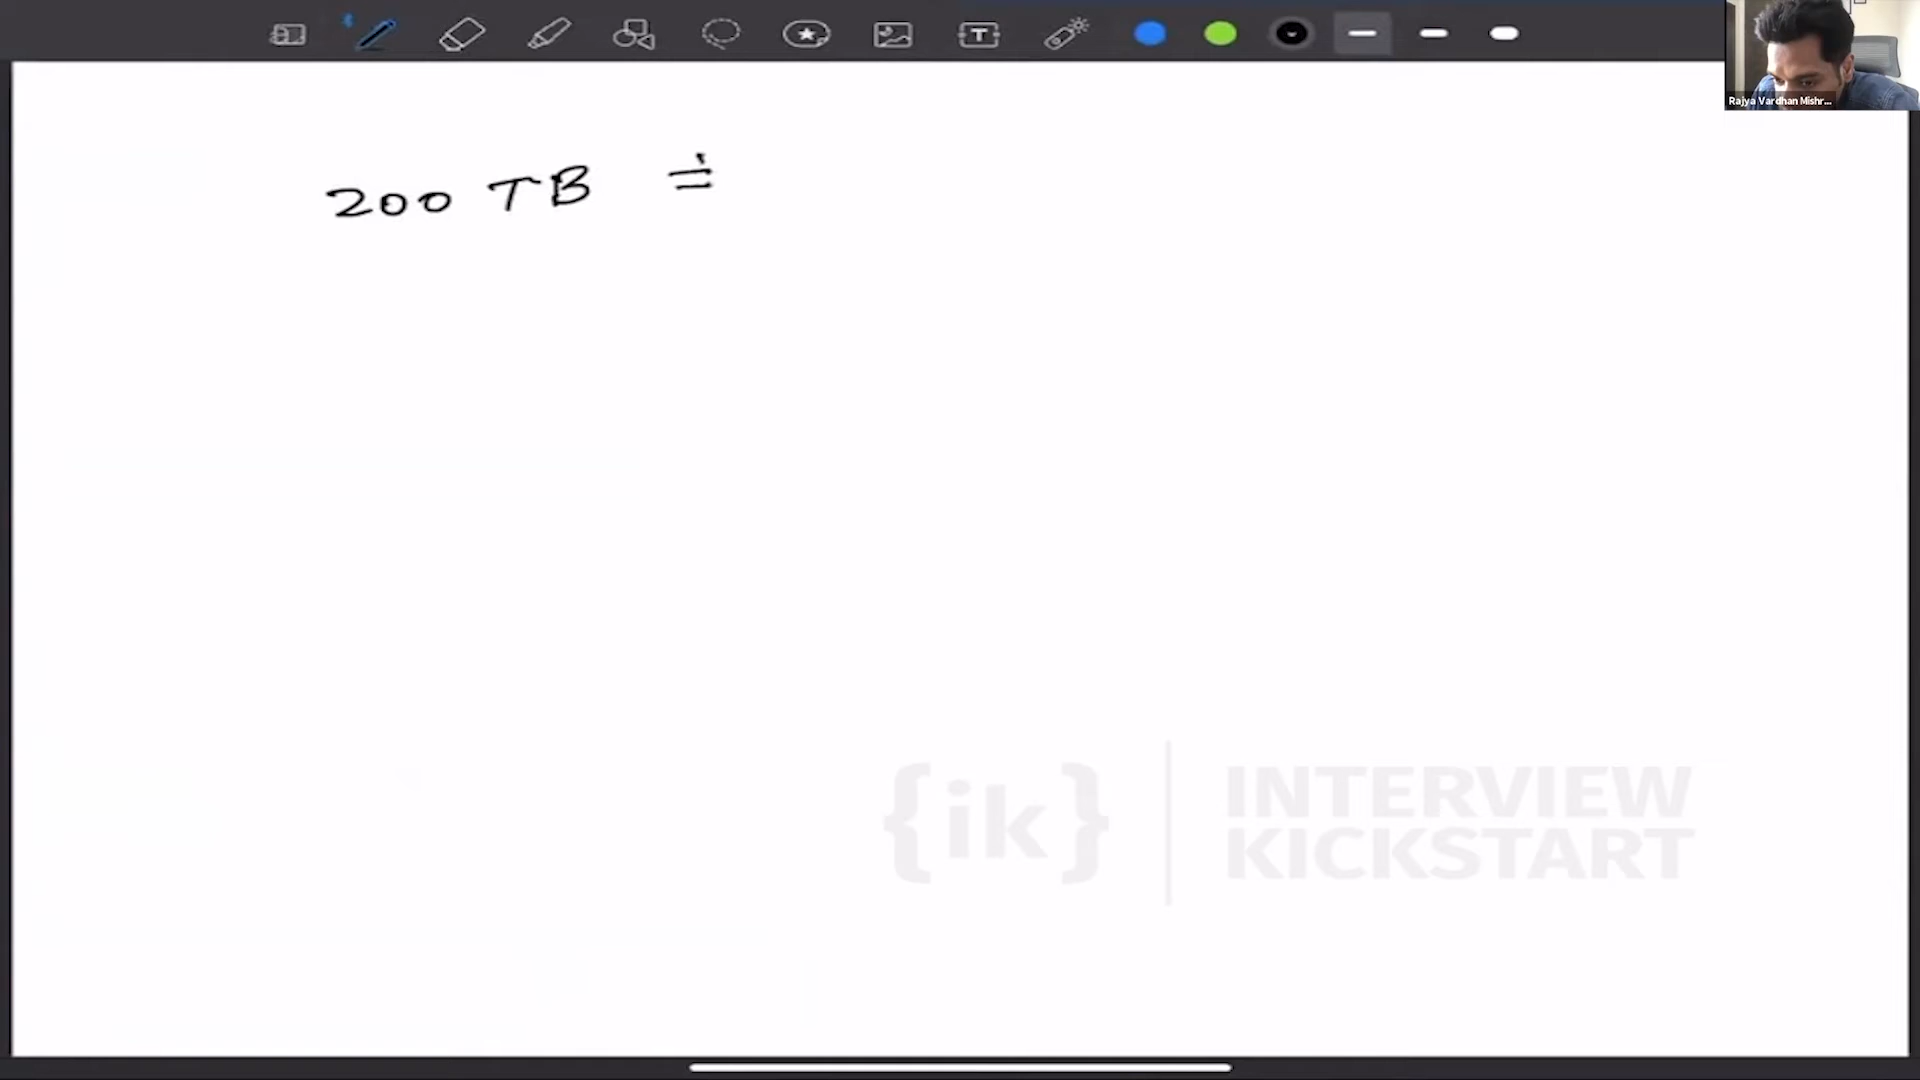 Rajya Vardhan Mishr...
200 TB ≐
{ik} INTERVIEW
KICKSTART